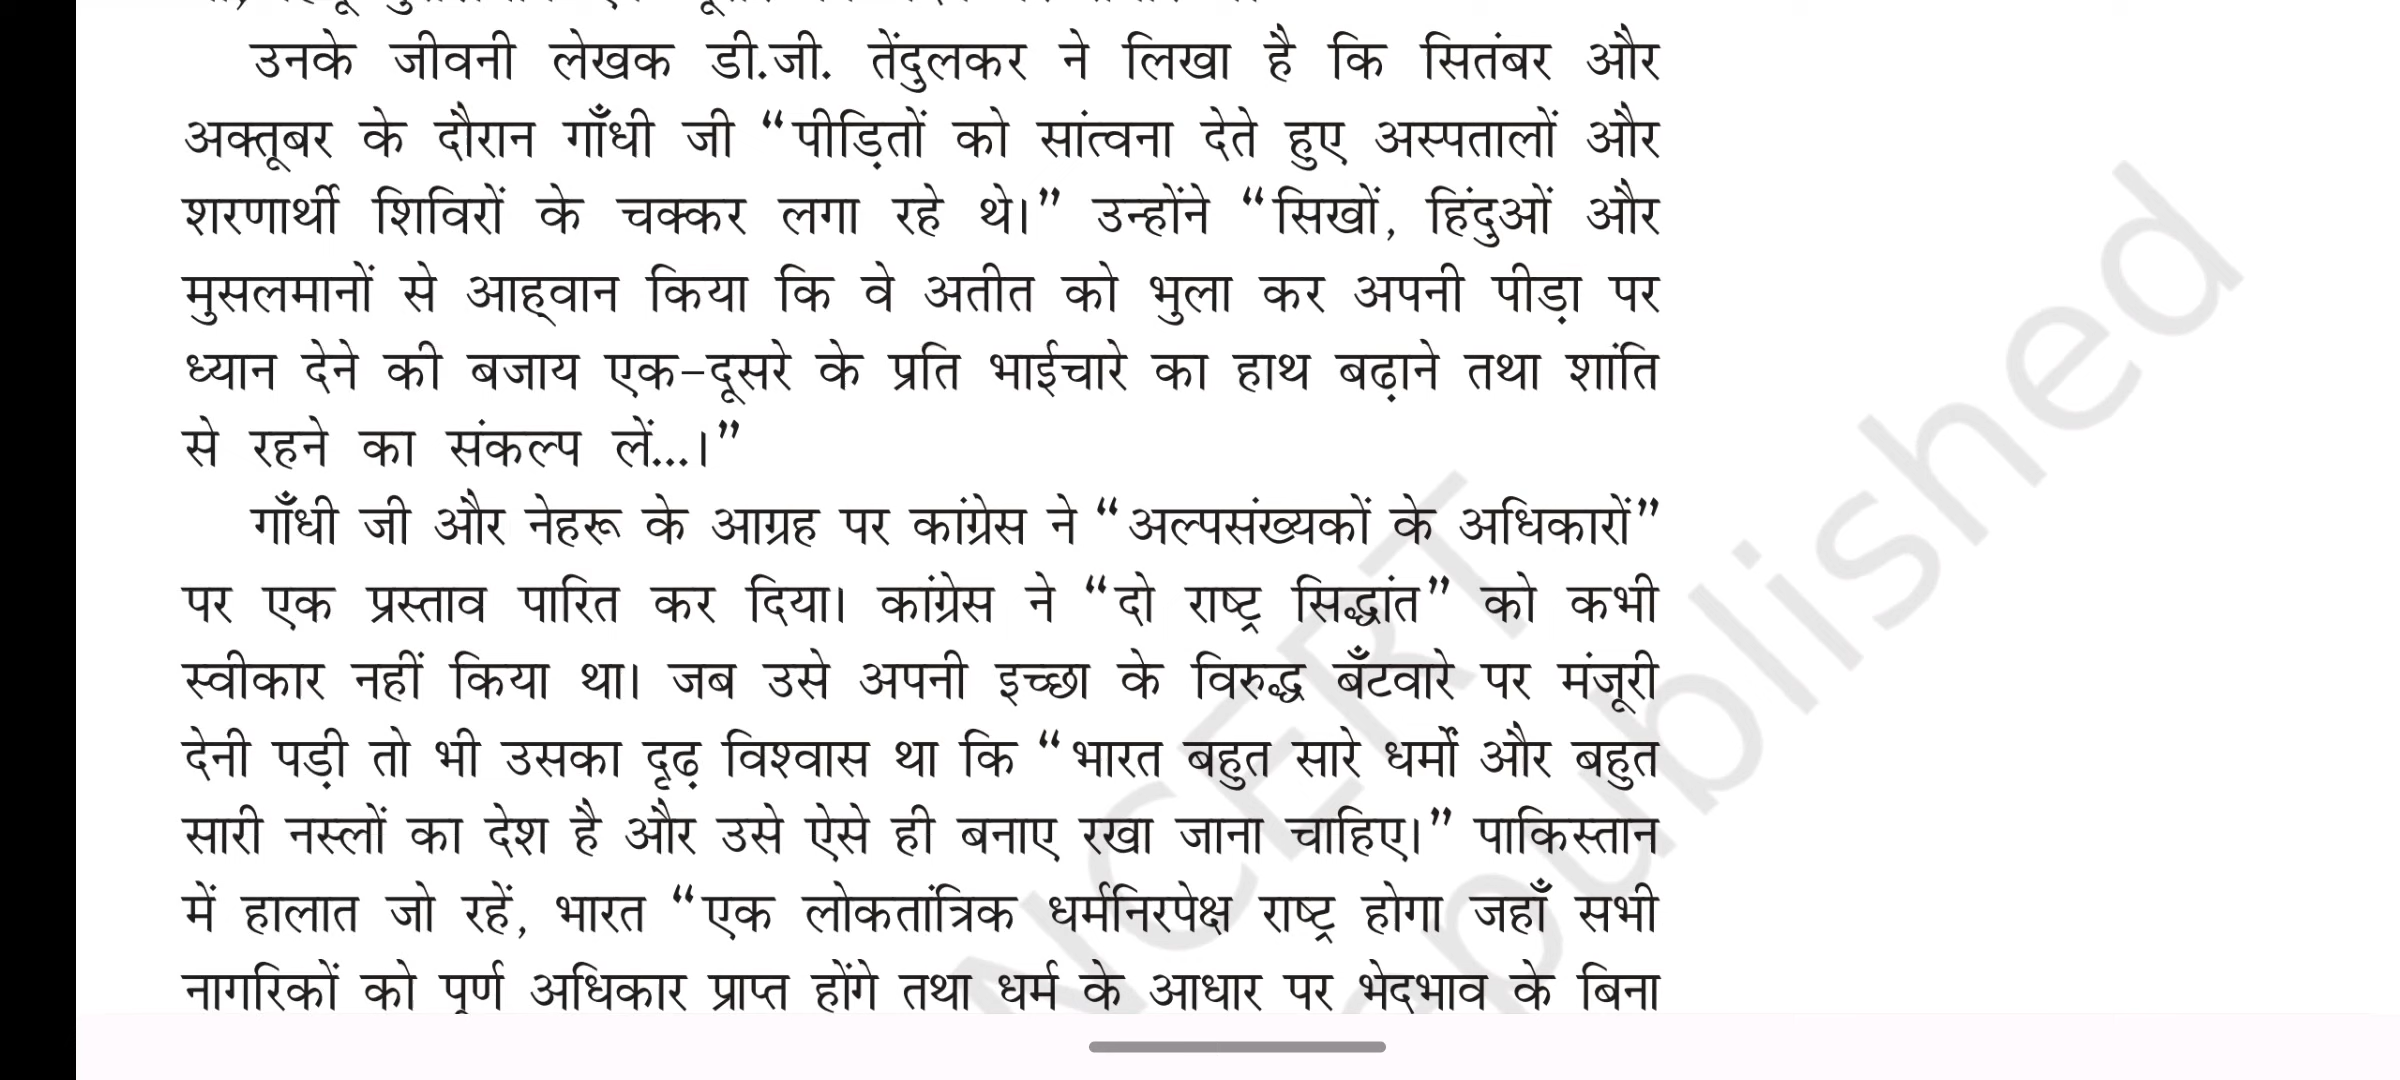 उनके जीवनी लेखक डी.जी. तेंदुलकर ने लिखा है कि सितंबर और
अक्तूबर के दौरान गाँधी जी “पीड़ितों को सांत्वना देते हुए अस्पतालों और
शरणार्थी शिविरों के चक्कर लगा रहे थे।” उन्होंने “सिखों, हिंदुओं और
मुसलमानों से आह्‌वान किया कि वे अतीत को भुला कर अपनी पीड़ा पर
ध्यान देने की बजाय एक-दूसरे के प्रति भाईचारे का हाथ बढ़ाने तथा शांति
से रहने का संकल्प लें...।”
गाँधी जी और नेहरू के आग्रह पर कांग्रेस ने “अल्पसंख्यकों के अधिकारों”
पर एक प्रस्ताव पारित कर दिया। कांग्रेस ने “दो राष्ट्र सिद्धांत” को कभी
स्वीकार नहीं किया था। जब उसे अपनी इच्छा के विरुद्ध बँटवारे पर मंजूरी
देनी पड़ी तो भी उसका दृढ़ विश्वास था कि “भारत बहुत सारे धर्मों और बहुत
सारी नस्लों का देश है और उसे ऐसे ही बनाए रखा जाना चाहिए।” पाकिस्तान
में हालात जो रहें, भारत “एक लोकतांत्रिक धर्मनिरपेक्ष राष्ट्र होगा जहाँ सभी
नागरिकों को पूर्ण अधिकार प्राप्त होंगे तथा धर्म के आधार पर भेदभाव के बिना
NCERT
published